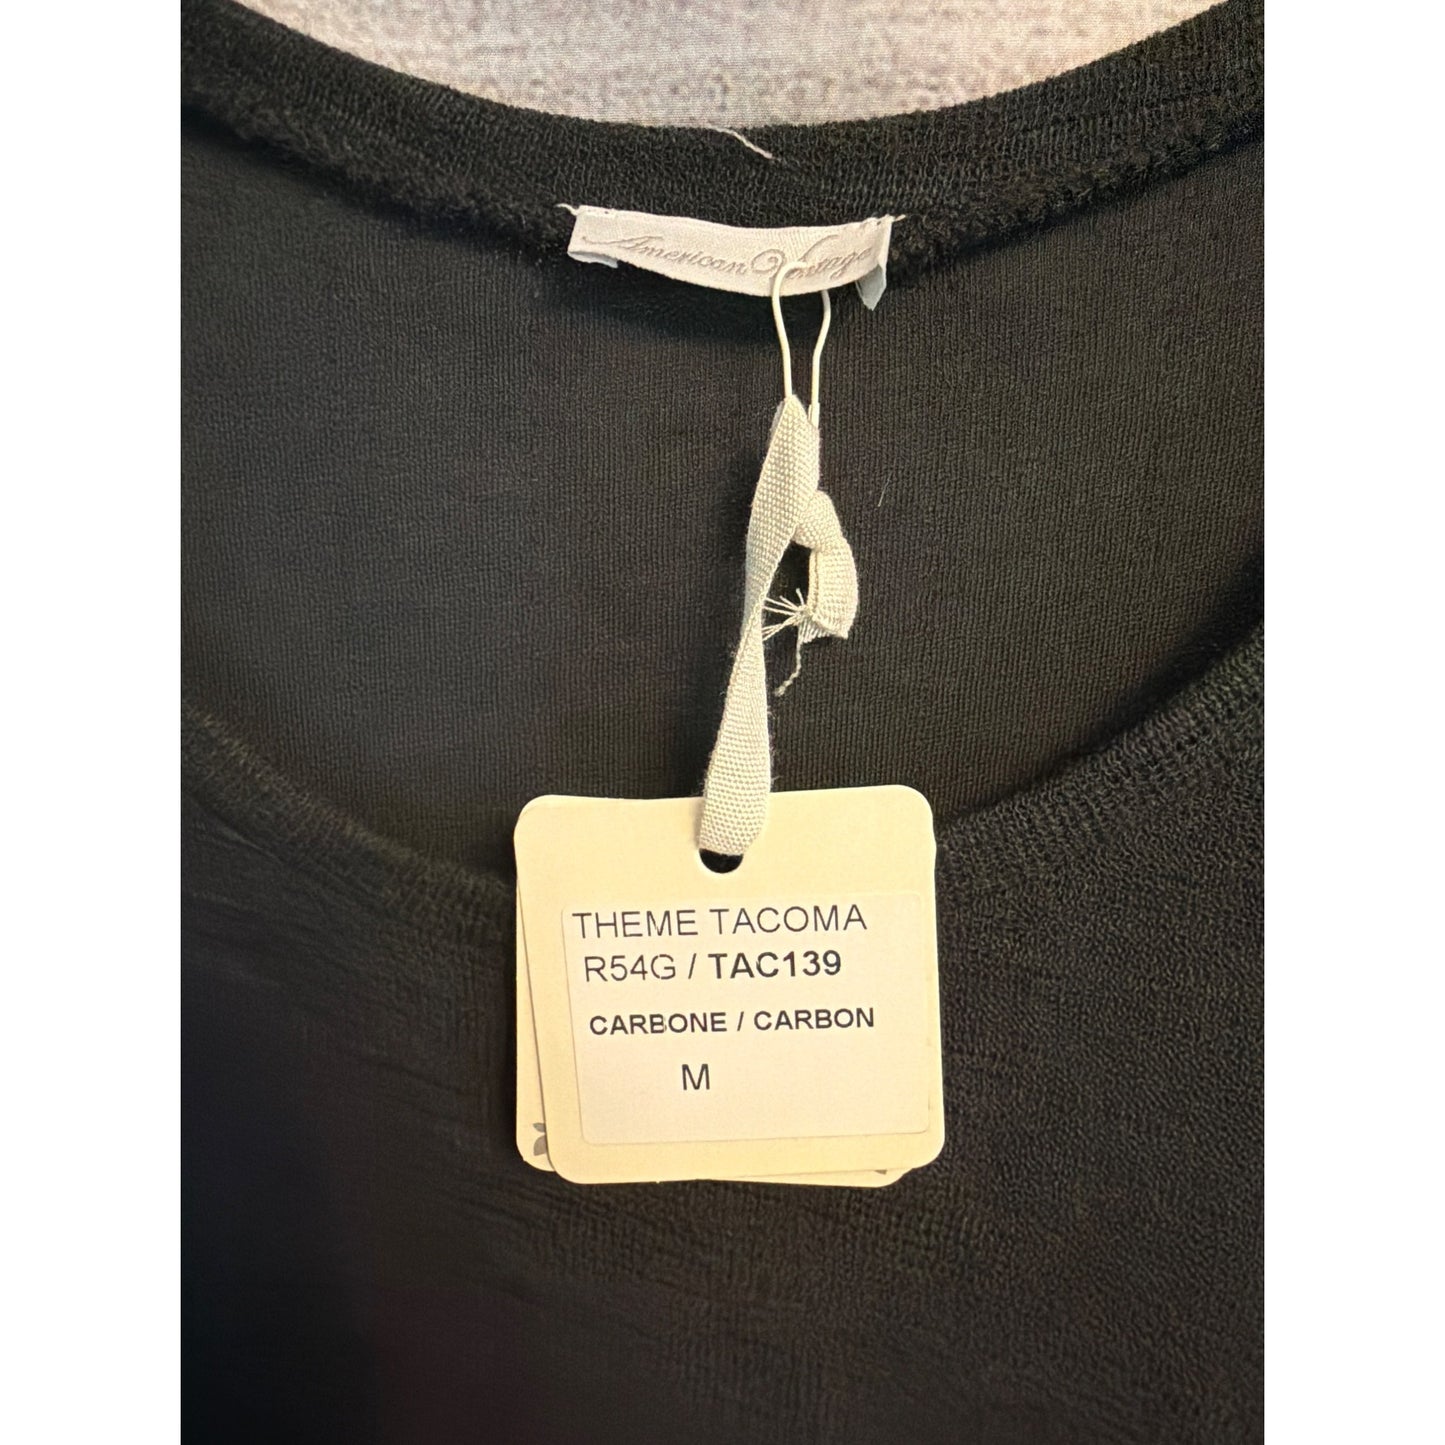 American Vintage
THEME TACOMA
R54G / TAC139
CARBONE / CARBON
M